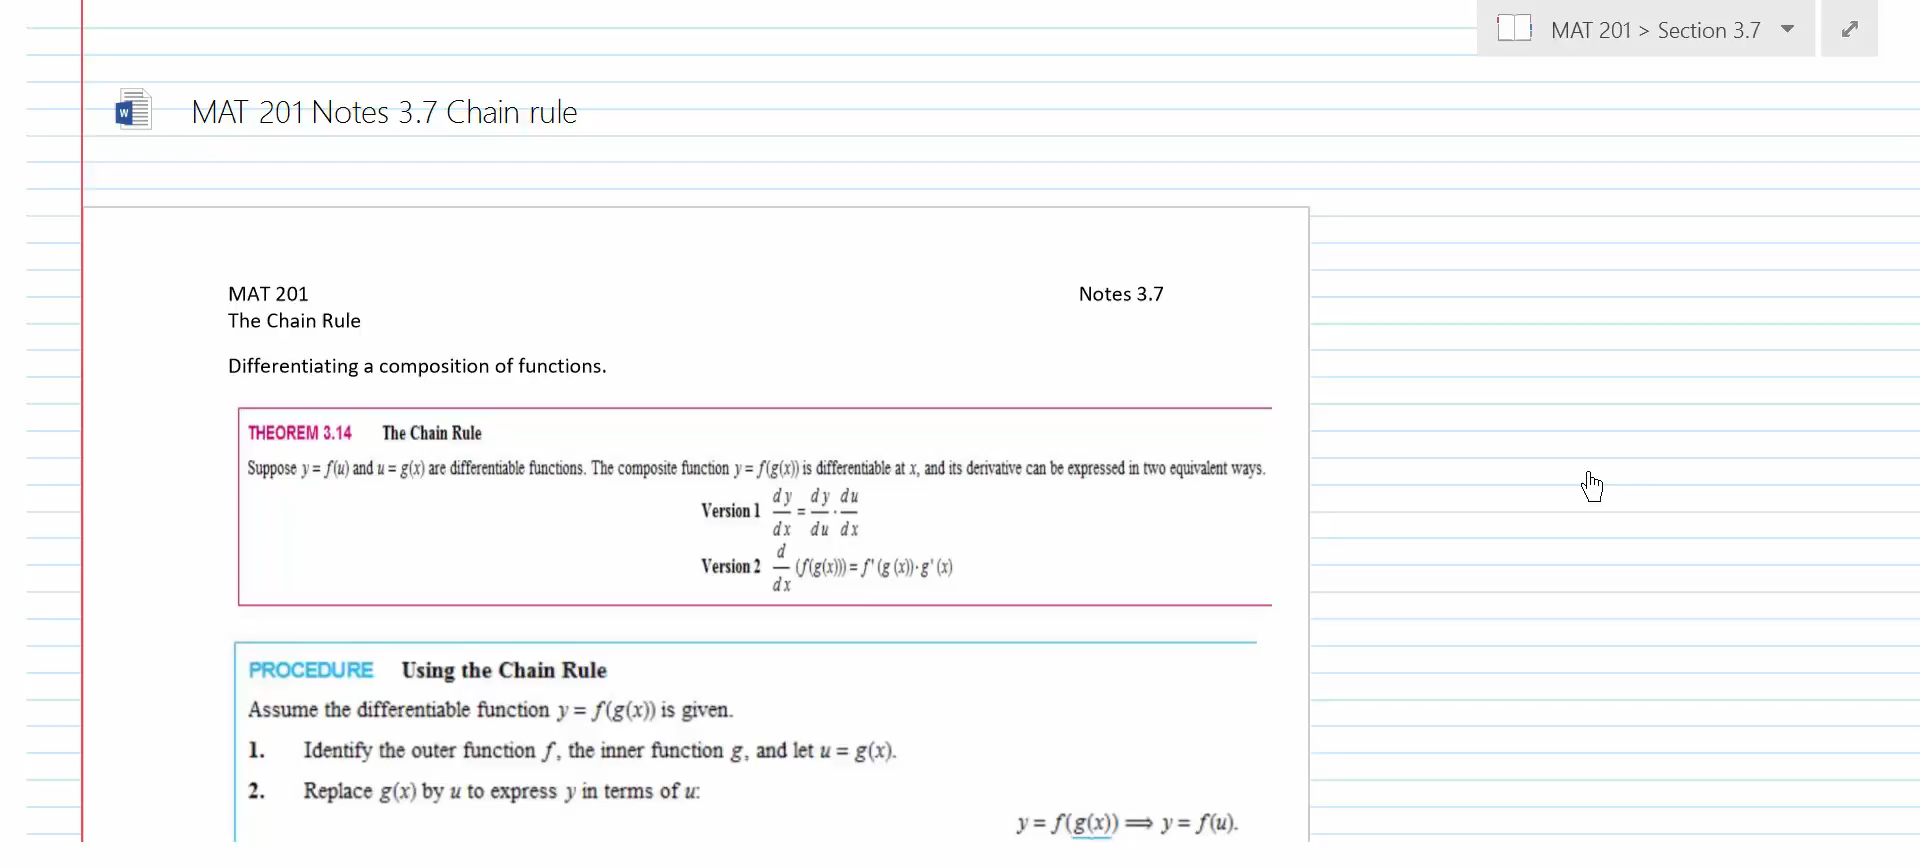 MAT 201 > Section 3.7
W
MAT 201 Notes 3.7 Chain rule
MAT 201 Notes 3.7
The Chain Rule
Differentiating a composition of functions.
THEOREM 3.14 The Chain Rule
Suppose y = f(u) and u = g(x) are differentiable functions. The composite function y = f(g(x)) is differentiable at x, and its derivative can be expressed in two equivalent ways.
Version 1 dy/dx = dy/du · du/dx
Version 2 d/dx (f(g(x))) = f'(g(x))·g'(x)
PROCEDURE Using the Chain Rule
Assume the differentiable function y = f(g(x)) is given.
1. Identify the outer function f, the inner function g, and let u = g(x).
2. Replace g(x) by u to express y in terms of u:
y = f(g(x)) ⟹ y = f(u).